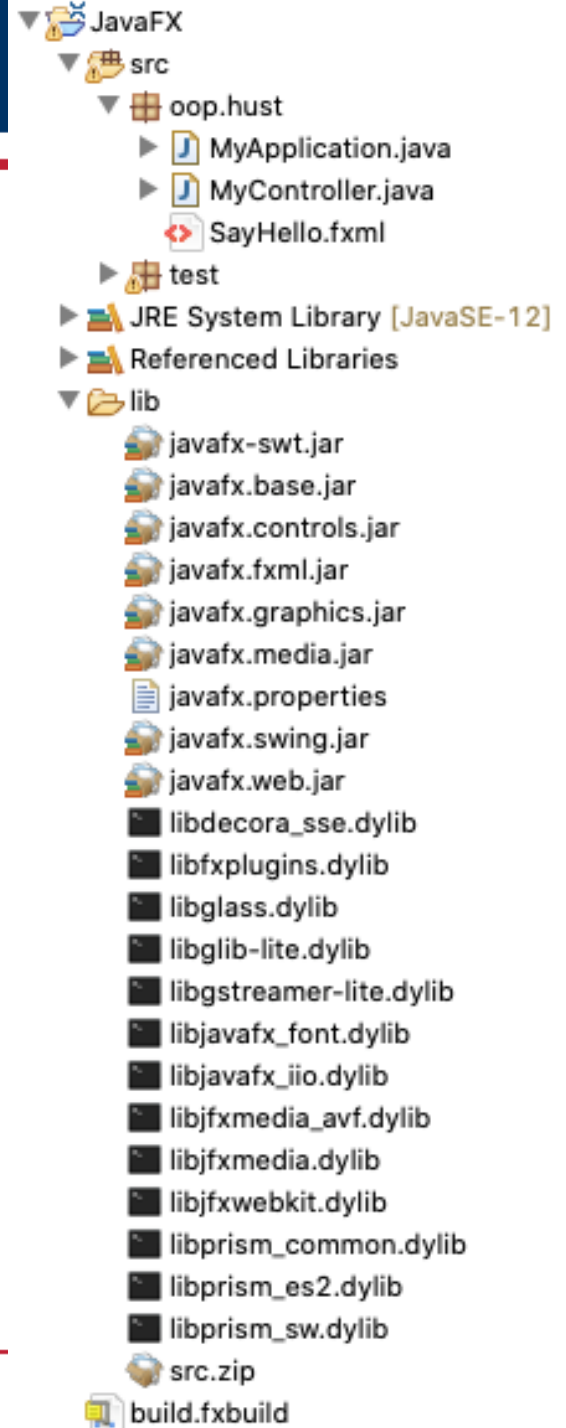 JavaFX
src
oop.hust
MyApplication.java
MyController.java
SayHello.fxml
test
JRE System Library [JavaSE-12]
Referenced Libraries
lib
javafx-swt.jar
javafx.base.jar
javafx.controls.jar
javafx.fxml.jar
javafx.graphics.jar
javafx.media.jar
javafx.properties
javafx.swing.jar
javafx.web.jar
libdecora_sse.dylib
libfxplugins.dylib
libglass.dylib
libglib-lite.dylib
libgstreamer-lite.dylib
libjavafx_font.dylib
libjavafx_iio.dylib
libjfxmedia_avf.dylib
libjfxmedia.dylib
libjfxwebkit.dylib
libprism_common.dylib
libprism_es2.dylib
libprism_sw.dylib
src.zip
build.fxbuild